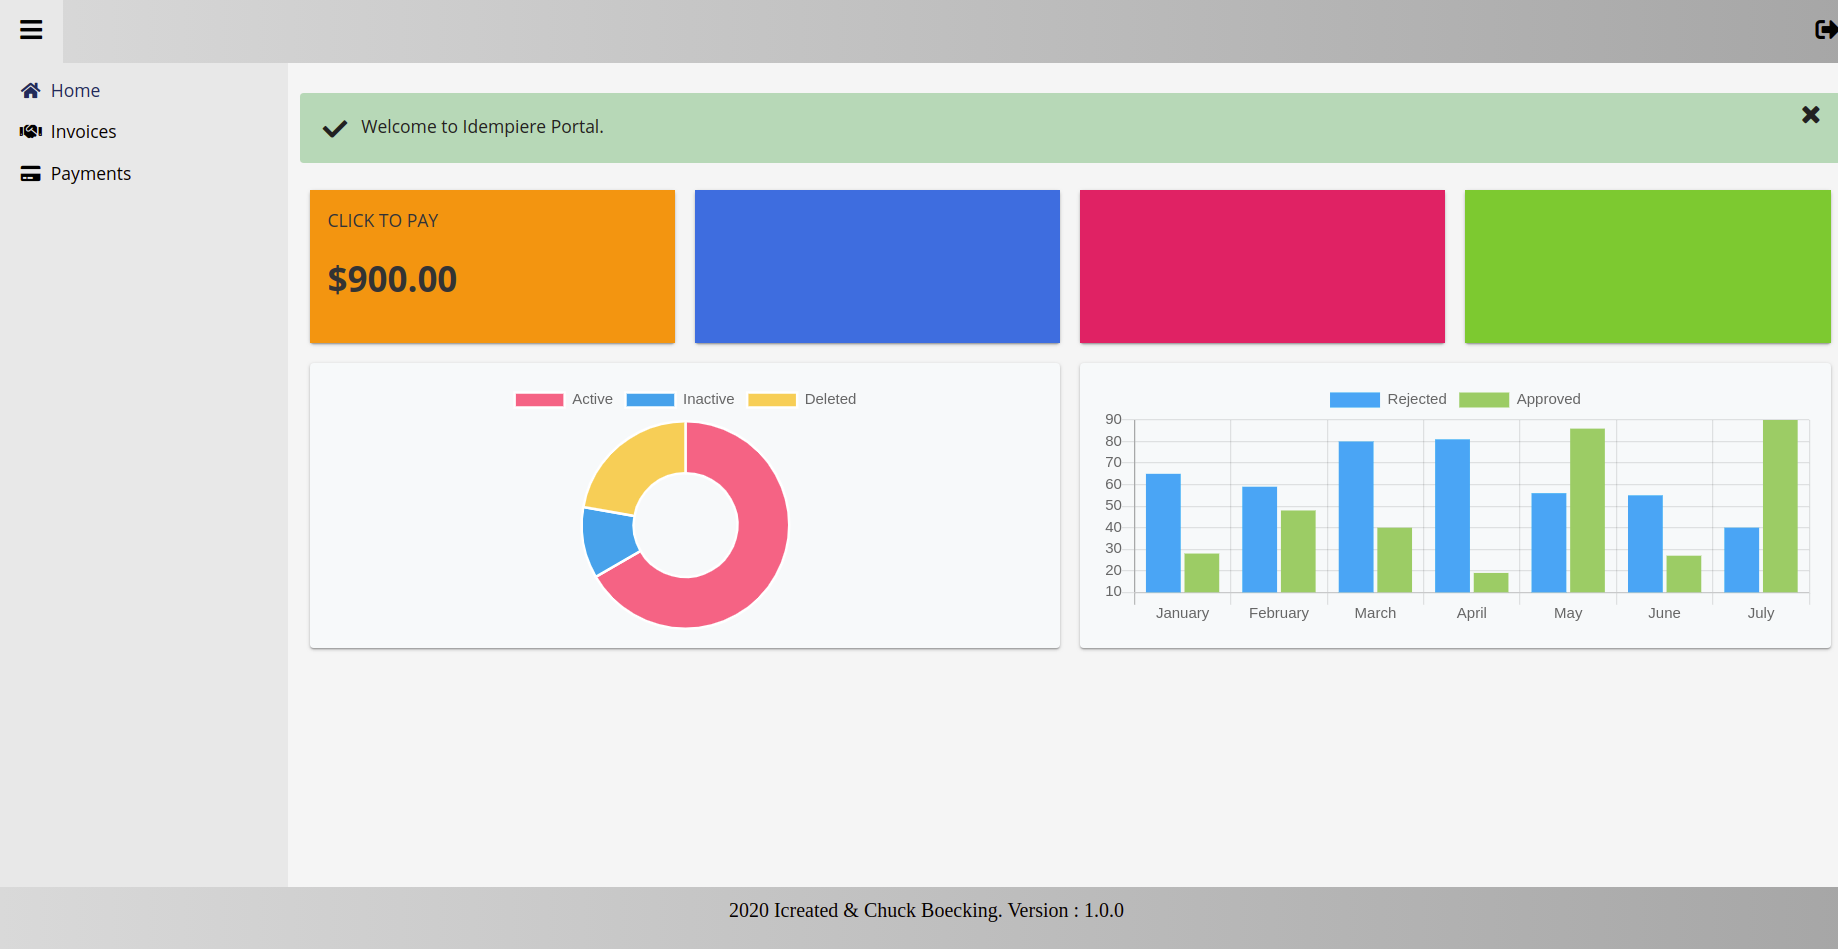 Home
Invoices
Payments
Welcome to Idempiere Portal.
CLICK TO PAY
$900.00
Active Inactive Deleted
Rejected Approved
90
80
70
60
50
40
30
20
10
January February March April May June July
2020 Icreated & Chuck Boecking. Version : 1.0.0